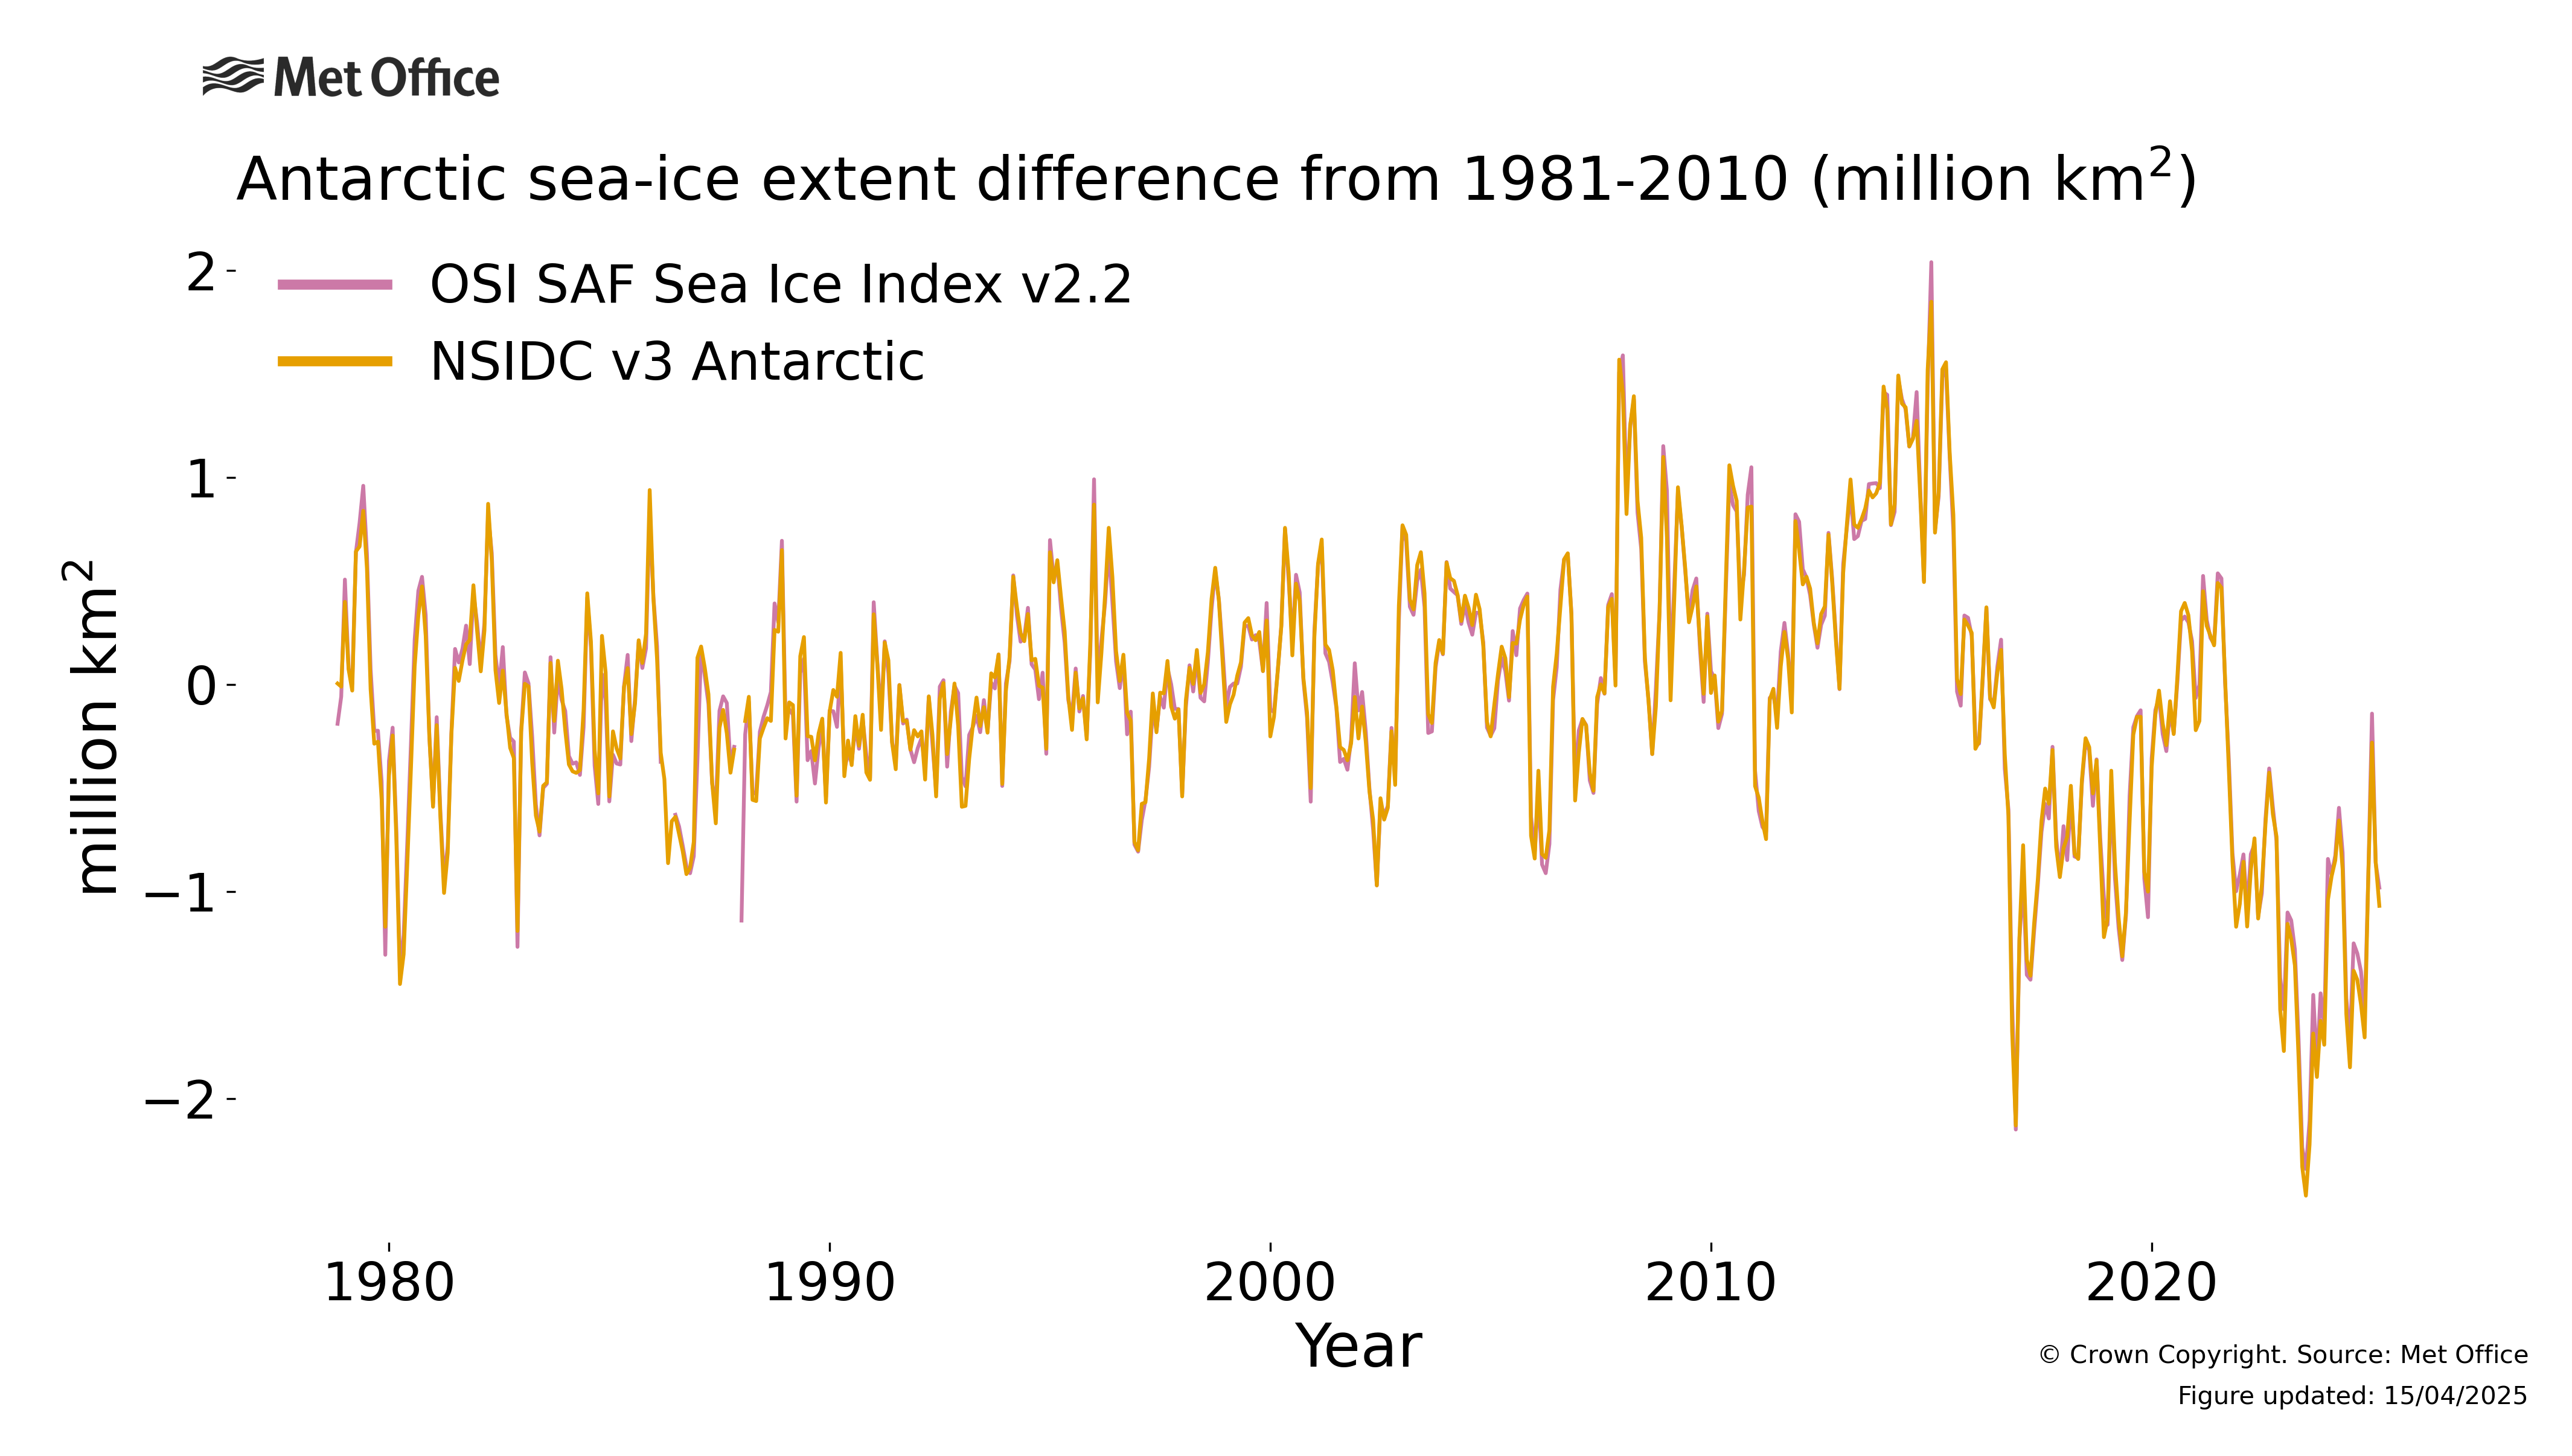 Met Office
Antarctic sea-ice extent difference from 1981-2010 (million km²)
OSI SAF Sea Ice Index v2.2
NSIDC v3 Antarctic
2
1
0
−1
−2
million km²
1980 1990 2000 2010 2020
Year
© Crown Copyright. Source: Met Office
Figure updated: 15/04/2025